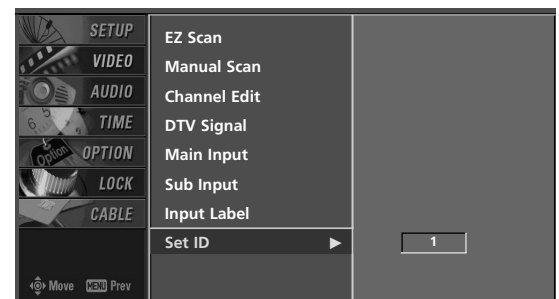 SETUP
VIDEO
AUDIO
TIME
OPTION
LOCK
CABLE
Move MENU Prev
EZ Scan
Manual Scan
Channel Edit
DTV Signal
Main Input
Sub Input
Input Label
Set ID ▶
1